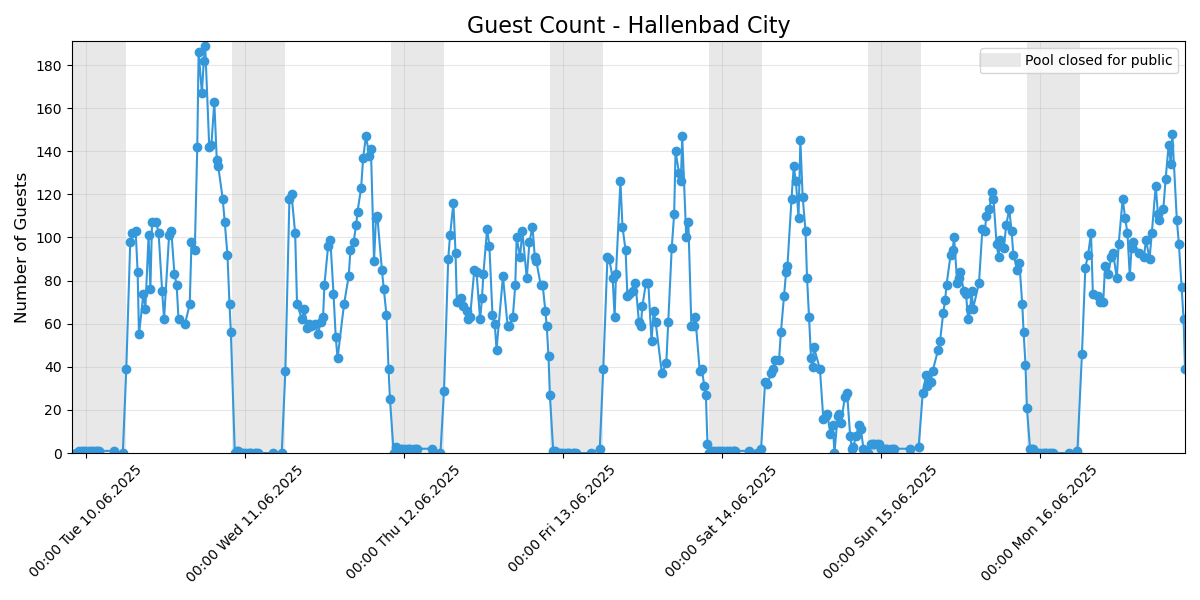 Guest Count - Hallenbad City
Pool closed for public
Number of Guests
180
160
140
120
100
80
60
40
20
0
00:00 Tue 10.06.2025
00:00 Wed 11.06.2025
00:00 Thu 12.06.2025
00:00 Fri 13.06.2025
00:00 Sat 14.06.2025
00:00 Sun 15.06.2025
00:00 Mon 16.06.2025